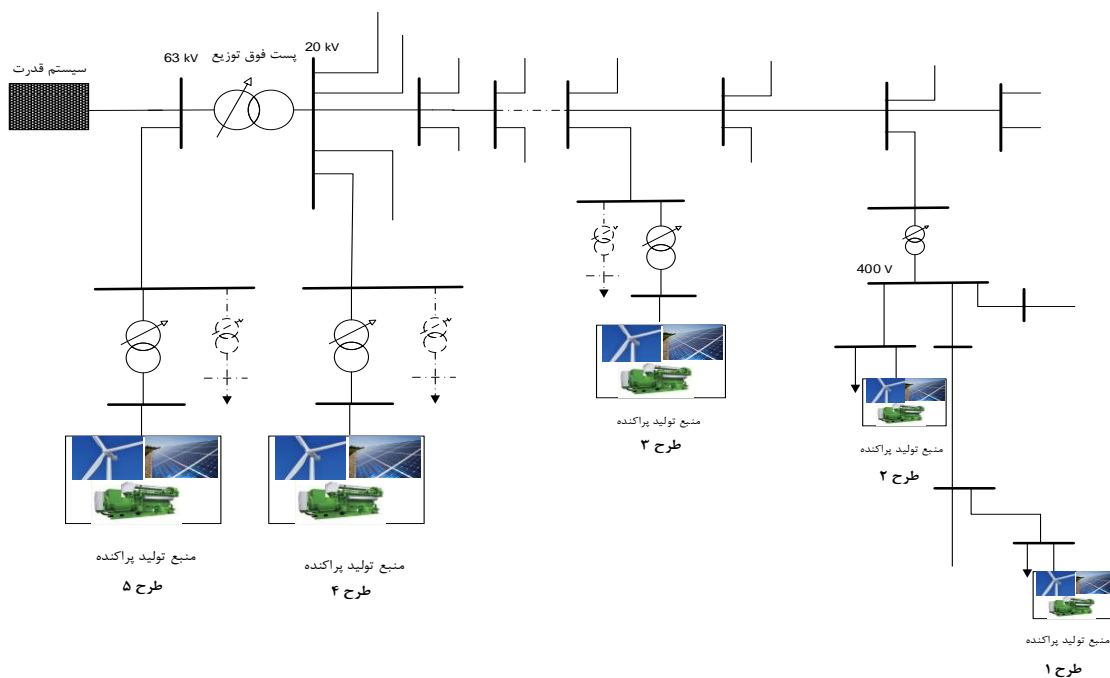 سیستم قدرت
63 kV
پست فوق توزیع
20 kV
400 V
منبع تولید پراکنده
طرح ۳
منبع تولید پراکنده
طرح ۲
منبع تولید پراکنده
طرح ۵
منبع تولید پراکنده
طرح ۴
منبع تولید پراکنده
طرح ۱